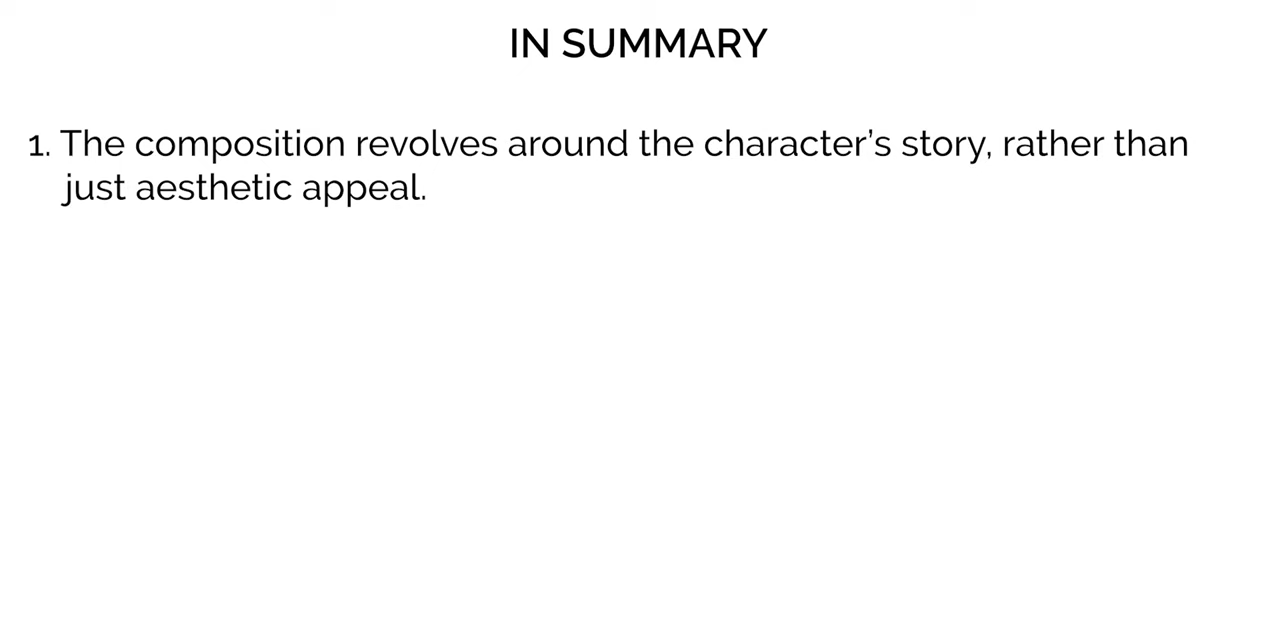 IN SUMMARY
1. The composition revolves around the character’s story, rather than
just aesthetic appeal.